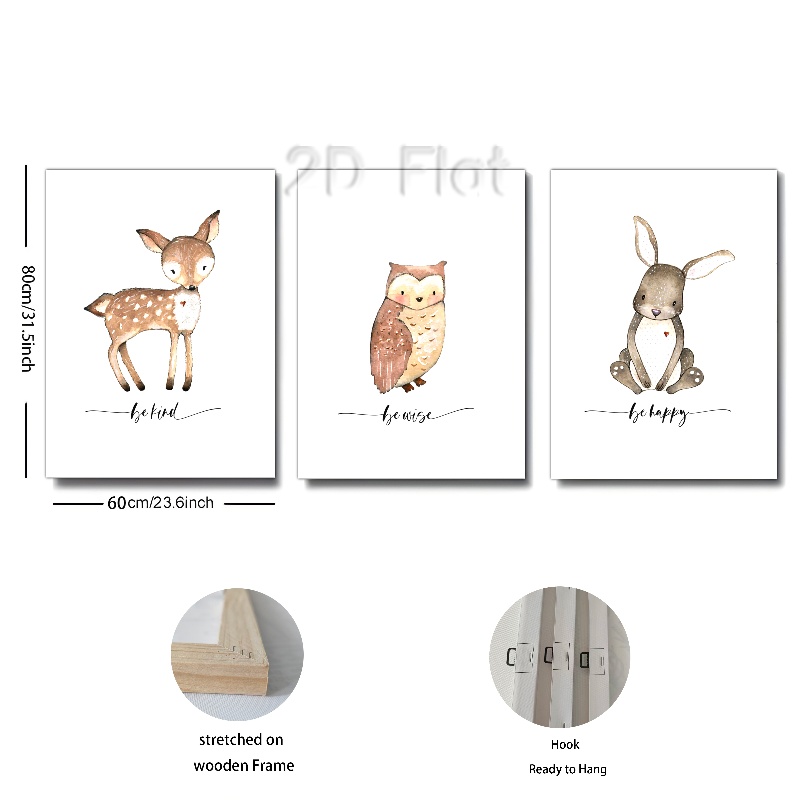 2D Flat
80cm/31.5inch
be kind
be wise
be happy
60cm/23.6inch
stretched on
wooden Frame
Hook
Ready to Hang